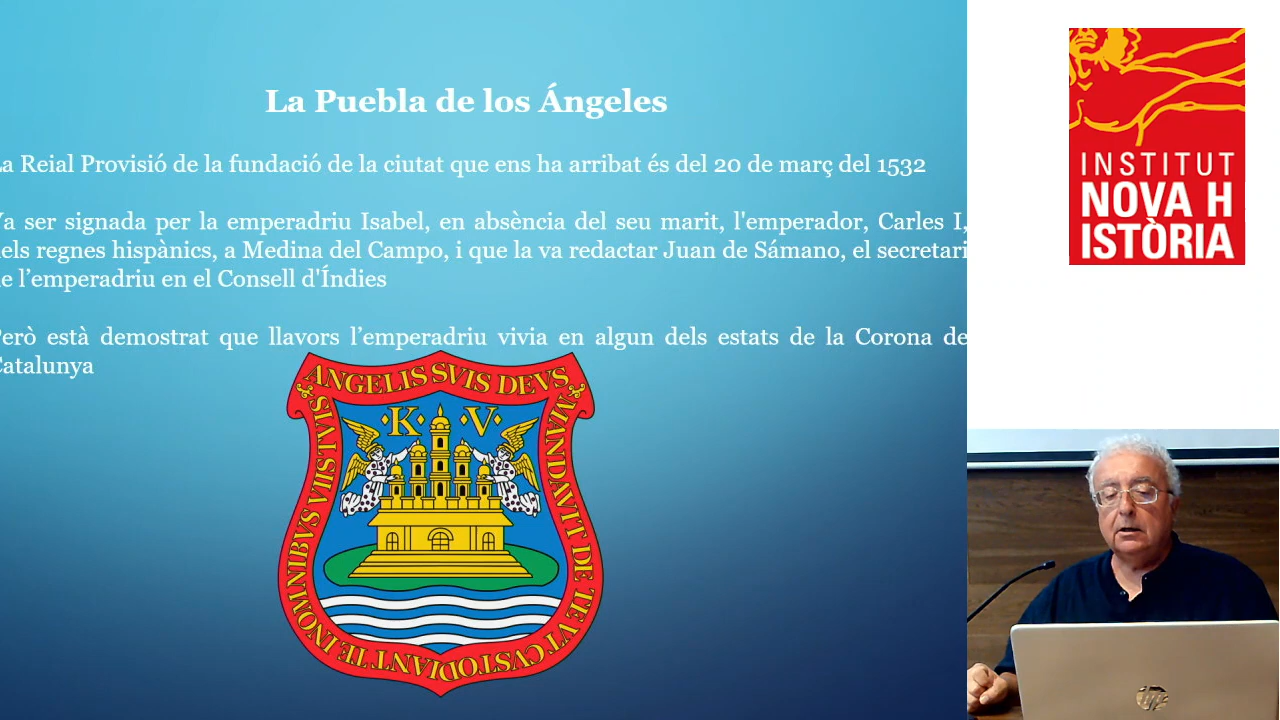 La Puebla de los Ángeles
a Reial Provisió de la fundació de la ciutat que ens ha arribat és del 20 de març del 1532
a ser signada per la emperadriu Isabel, en absència del seu marit, l'emperador, Carles I,
els regnes hispànics, a Medina del Campo, i que la va redactar Juan de Sámano, el secretari
e l’emperadriu en el Consell d'Índies
erò està demostrat que llavors l’emperadriu vivia en algun dels estats de la Corona de
Catalunya
ANGELIS SVIS DEVS
MANDAVIT DE TE VT CVSTODIANT TE IN OMNIBVS VIIS TVIS
K V
INSTITUT
NOVA H
ISTÒRIA
hp